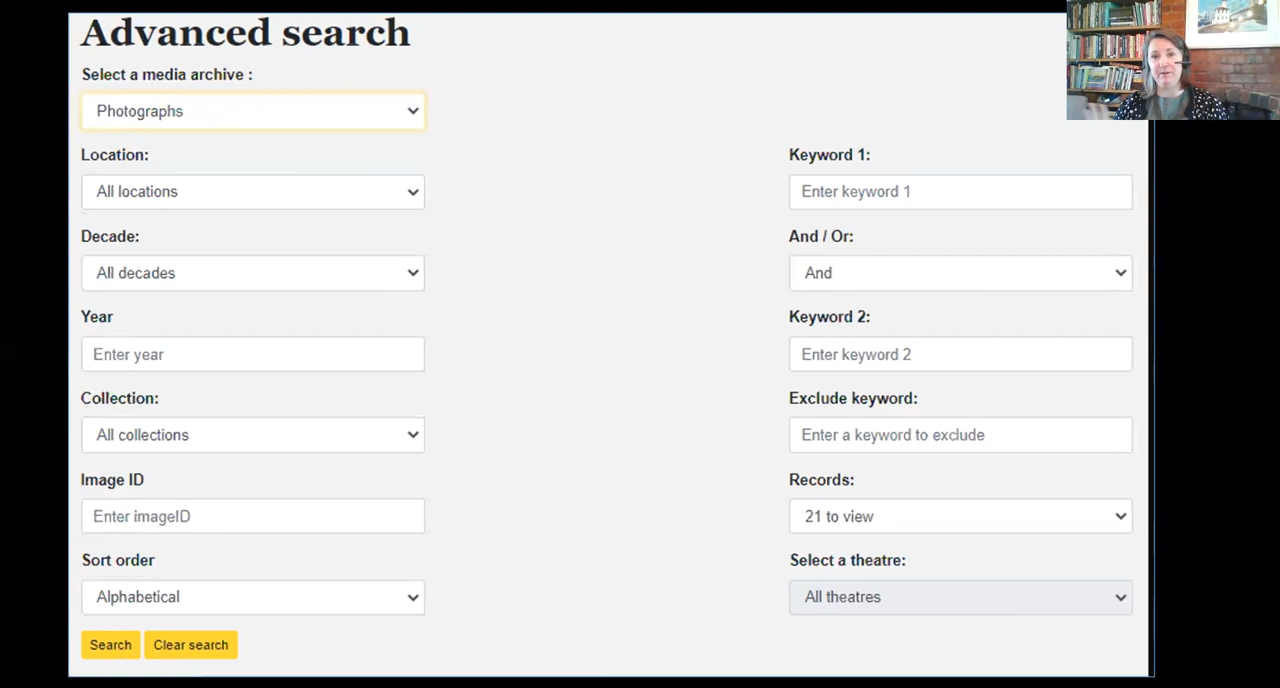 Advanced search
Select a media archive :
Photographs
Location:
All locations
Decade:
All decades
Year
Enter year
Collection:
All collections
Image ID
Enter imageID
Sort order
Alphabetical
Search
Clear search
Keyword 1:
Enter keyword 1
And / Or:
And
Keyword 2:
Enter keyword 2
Exclude keyword:
Enter a keyword to exclude
Records:
21 to view
Select a theatre:
All theatres